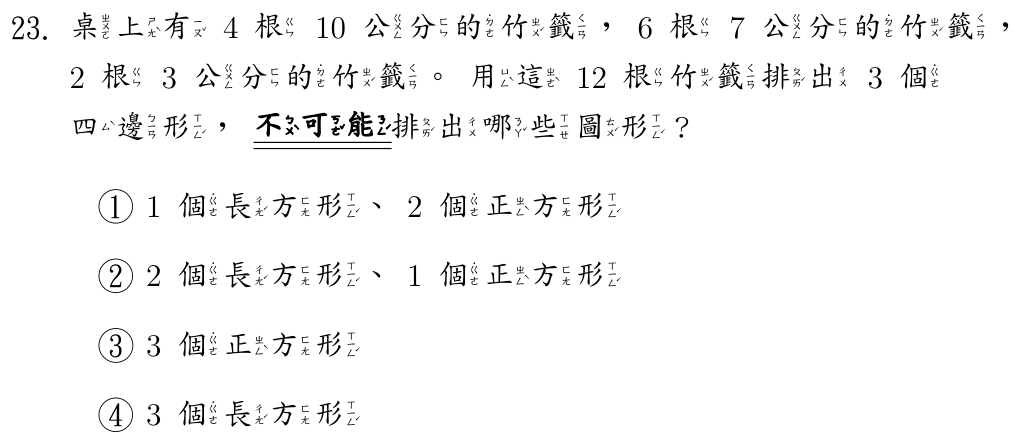 23. 桌上有 4 根 10 公分的竹籤，6 根 7 公分的竹籤，
2 根 3 公分的竹籤。用這 12 根竹籤排出 3 個
四邊形，不可能排出哪些圖形？
① 1 個長方形、2 個正方形
② 2 個長方形、1 個正方形
③ 3 個正方形
④ 3 個長方形